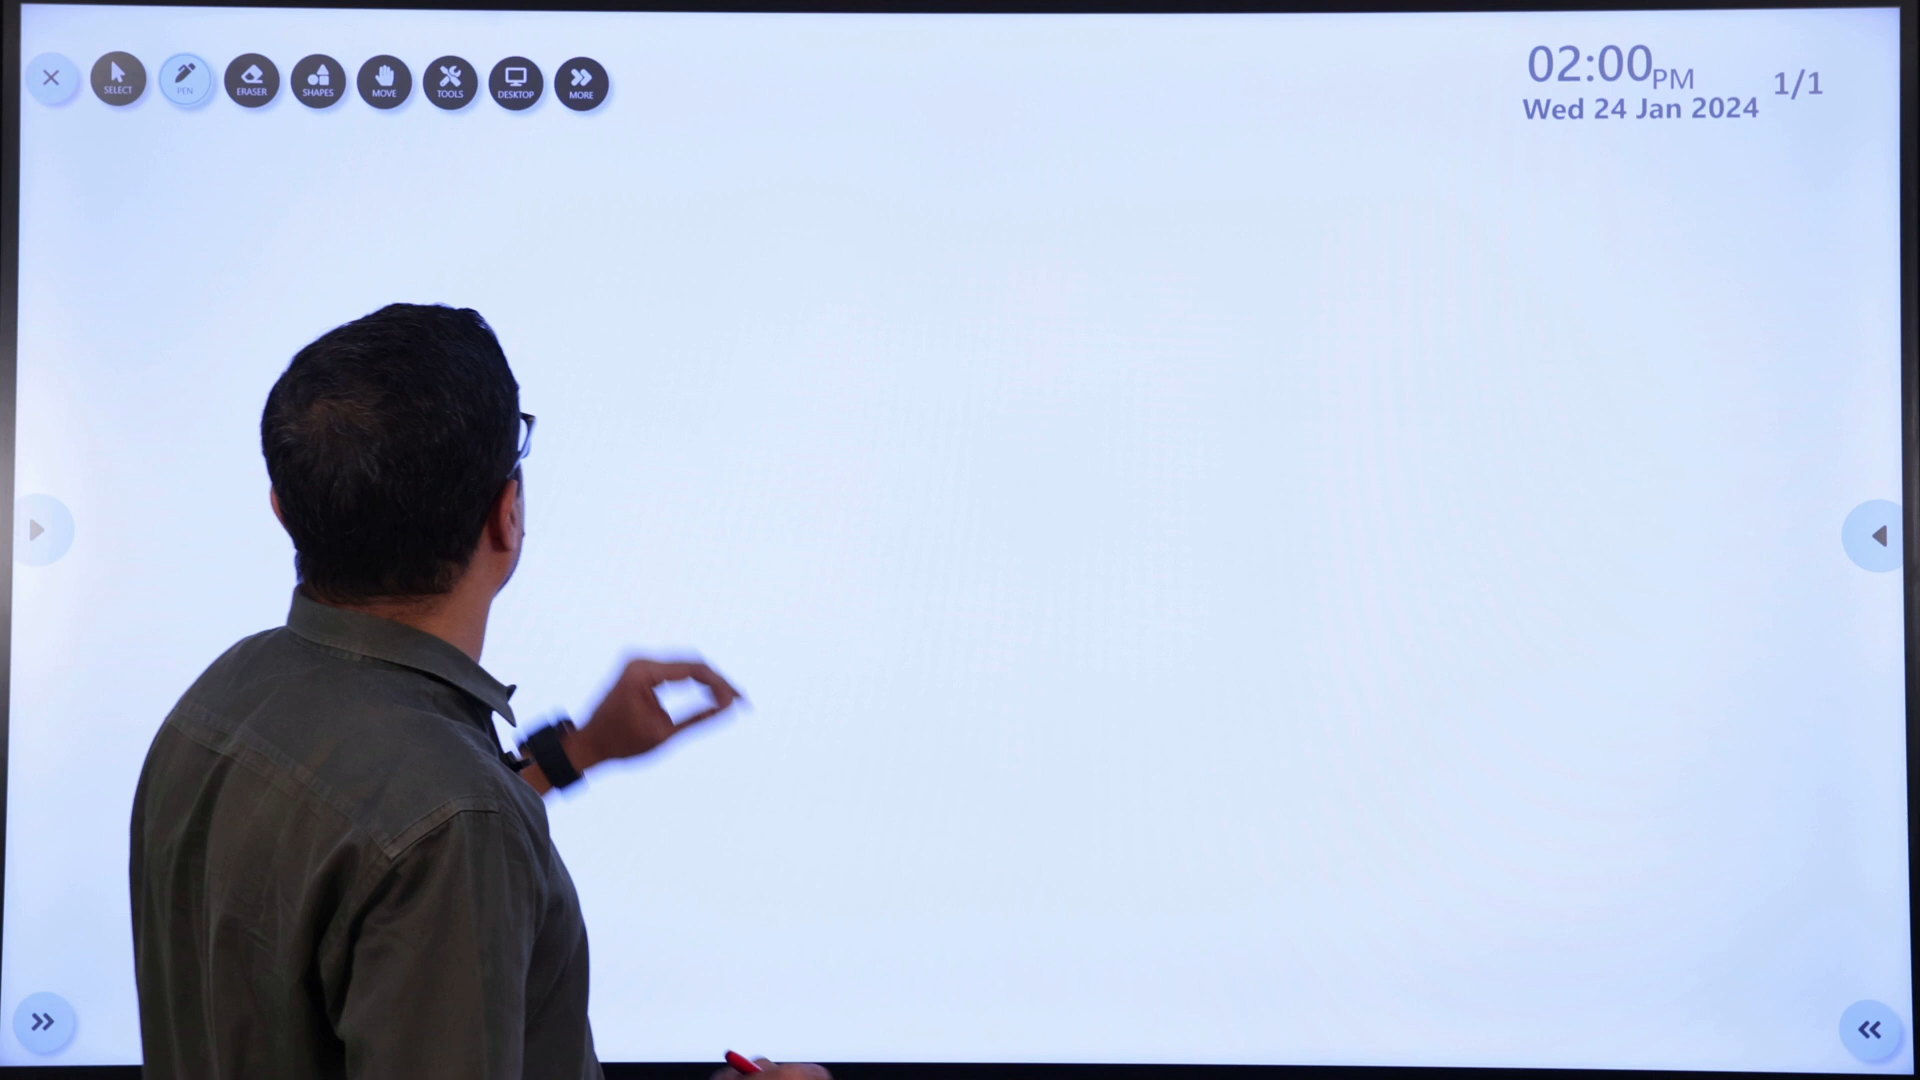 SELECT
PEN
ERASER
SHAPES
MOVE
TOOLS
DESKTOP
MORE
02:00PM
Wed 24 Jan 2024
1/1